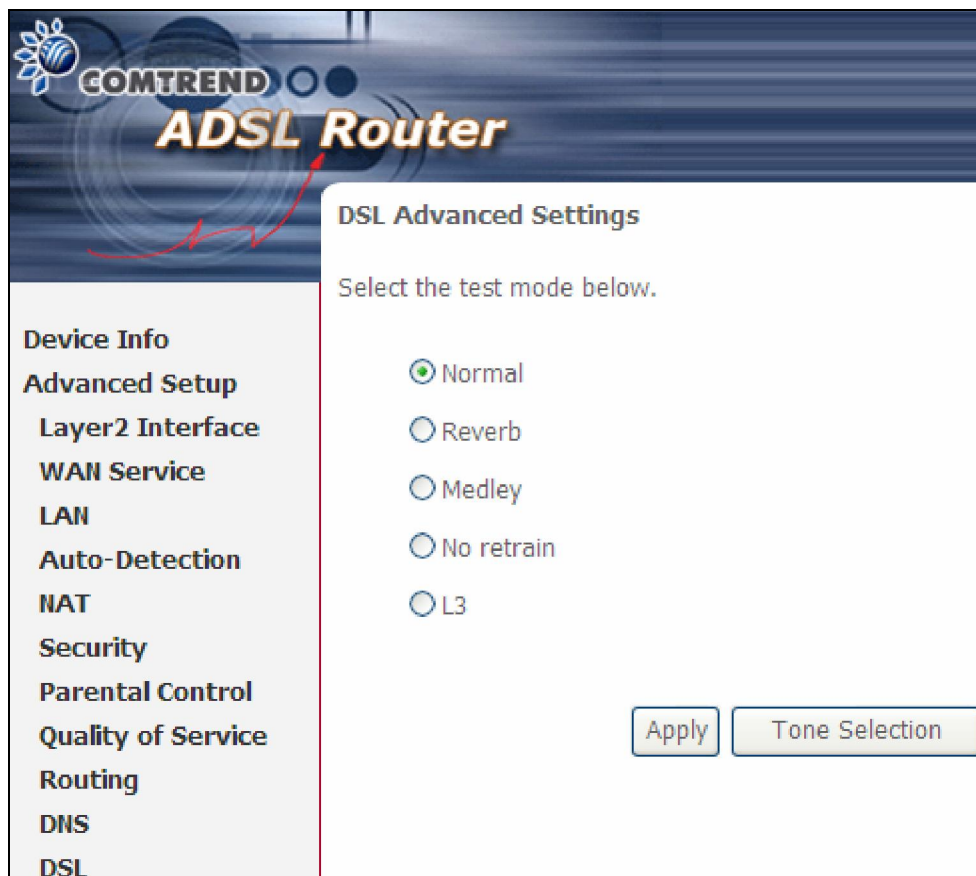 COMTREND
ADSL Router
DSL Advanced Settings
Select the test mode below.
Normal
Reverb
Medley
No retrain
L3
Apply
Tone Selection
Device Info
Advanced Setup
Layer2 Interface
WAN Service
LAN
Auto-Detection
NAT
Security
Parental Control
Quality of Service
Routing
DNS
DSL